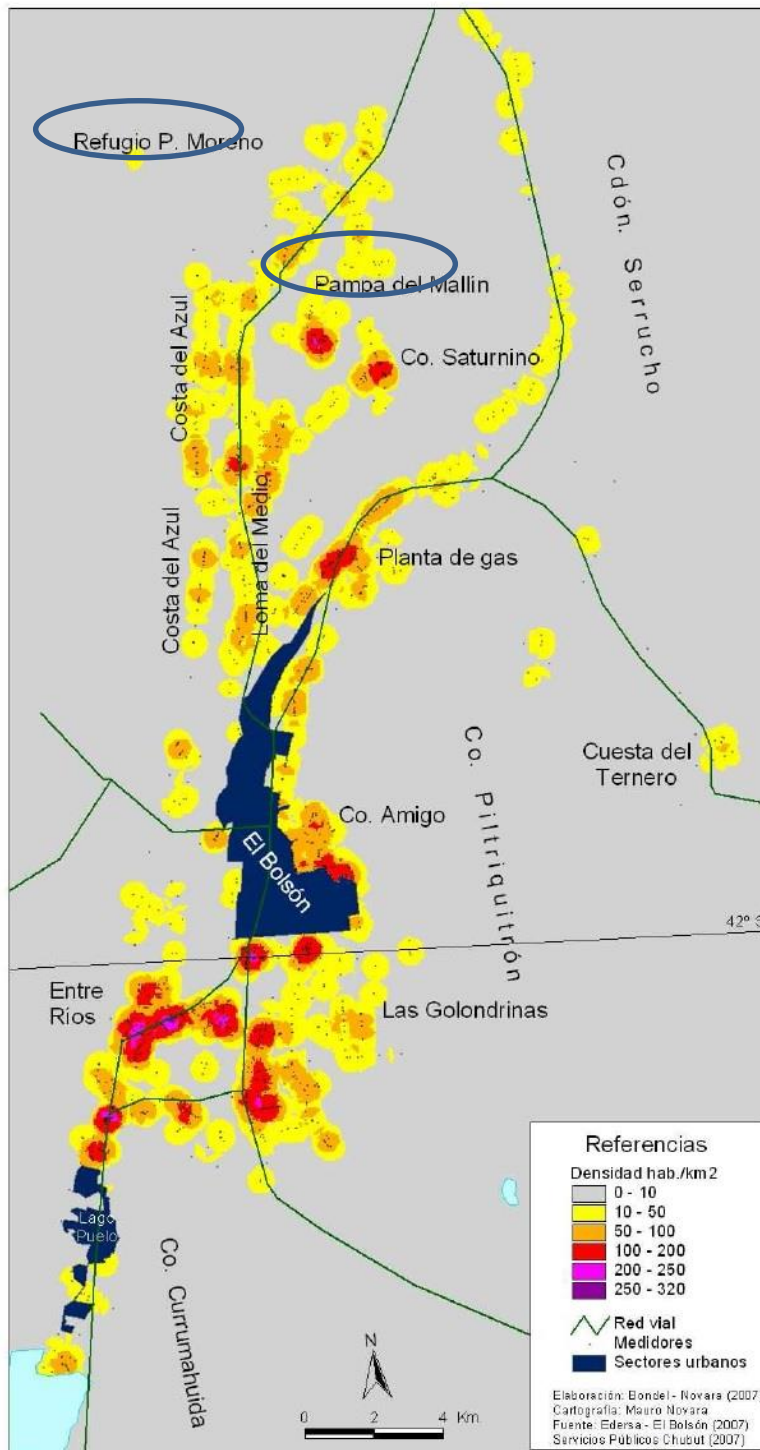 Refugio P. Moreno
Cdón. Serrucho
Pampa del Mallin
Costa del Azul
Co. Saturnino
Loma del Medio
Costa del Azul
Planta de gas
Co. Piltriquitrón
Cuesta del
Ternero
Co. Amigo
El Bolsón
42º 3
Entre
Ríos
Las Golondrinas
Lago
Puelo
Co. Currumahuida
N
0 2 4 Km
Referencias
Densidad hab./km2
0 - 10
10 - 50
50 - 100
100 - 200
200 - 250
250 - 320
Red vial
Medidores
Sectores urbanos
Elaboración: Bondel - Novara (2007)
Cartografía: Mauro Novara
Fuente: Edersa - El Bolsón (2007)
Servicios Públicos Chubut (2007)